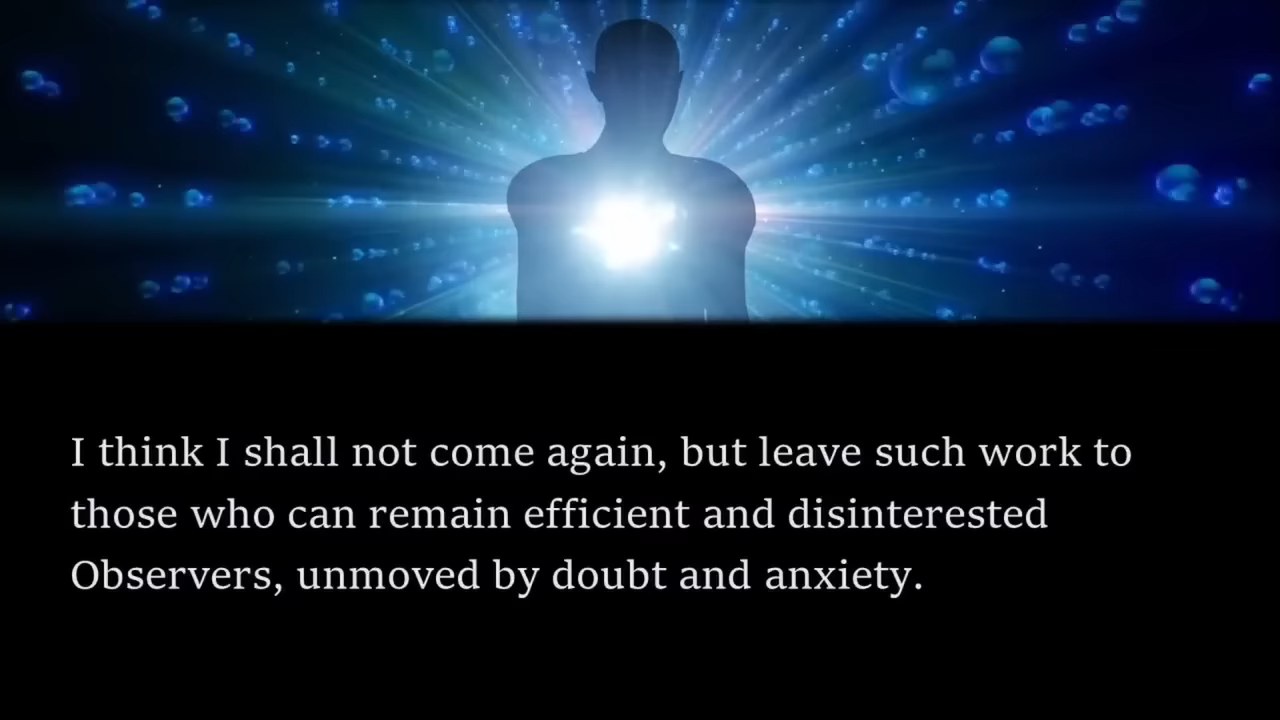 I think I shall not come again, but leave such work to
those who can remain efficient and disinterested
Observers, unmoved by doubt and anxiety.